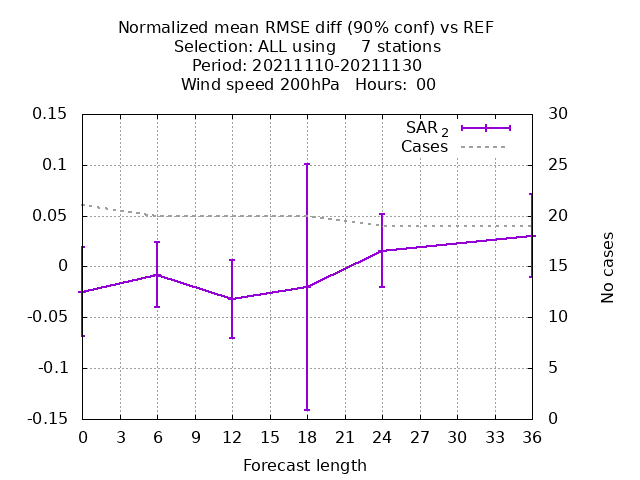 Normalized mean RMSE diff (90% conf) vs REF
Selection: ALL using     7 stations
Period: 20211110-20211130
Wind speed 200hPa   Hours:  00
SAR 2
Cases
0.15
0.1
0.05
0
-0.05
-0.1
-0.15
30
25
20
15
10
5
0
No cases
0 3 6 9 12 15 18 21 24 27 30 33 36
Forecast length